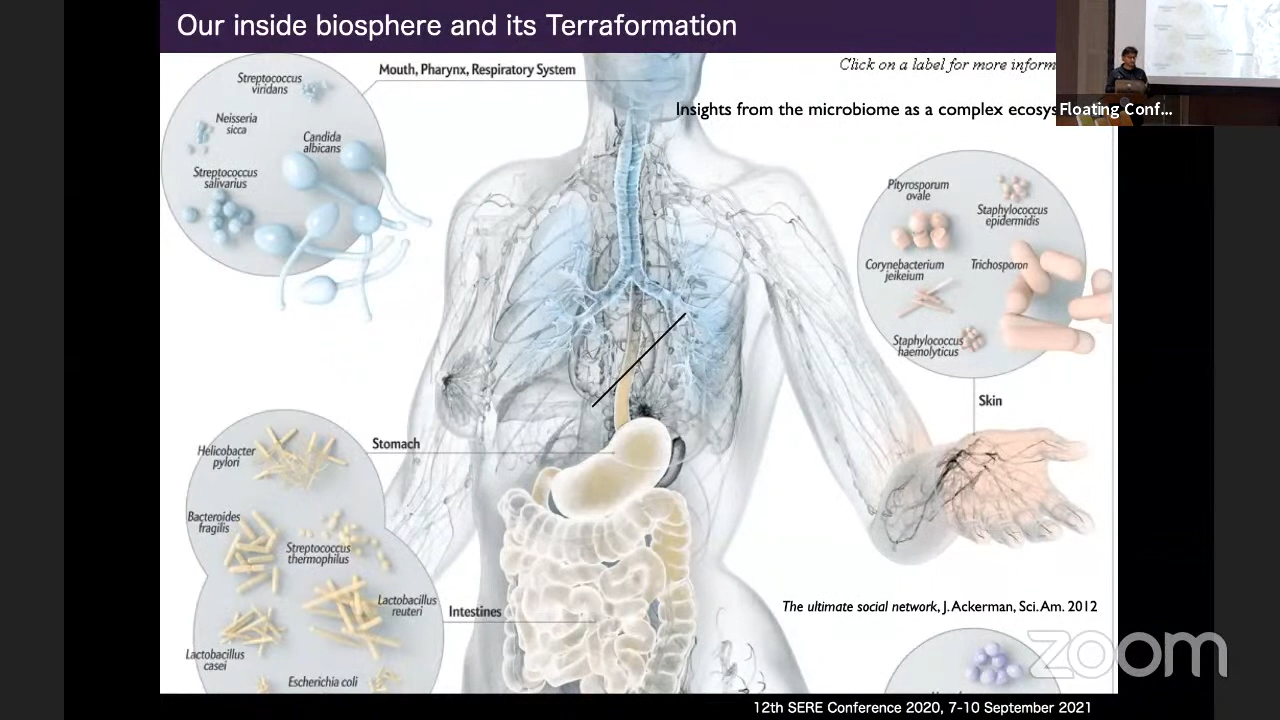 Our inside biosphere and its Terraformation
Click on a label for more inform
Insights from the microbiome as a complex ecosys
Floating Conf...
Mouth, Pharynx, Respiratory System
Streptococcus
viridans
Neisseria
sicca
Candida
albicans
Streptococcus
salivarius
Pityrosporum
ovale
Staphylococcus
epidermidis
Corynebacterium
jeikeium
Trichosporon
Staphylococcus
haemolyticus
Skin
Stomach
Helicobacter
pylori
Bacteroides
fragilis
Streptococcus
thermophilus
Lactobacillus
reuteri
Intestines
Lactobacillus
casei
Escherichia coli
The ultimate social network, J. Ackerman, Sci. Am. 2012
zoom
12th SERE Conference 2020, 7-10 September 2021